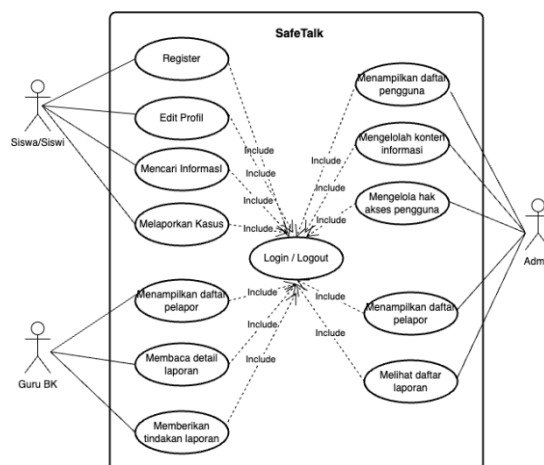 SafeTalk
Register
Siswa/Siswi
Edit Profil
Mencari Informasi
Melaporkan Kasus
Include
Include
Include
Include
Menampilkan daftar
pengguna
Mengelolah konten
informasi
Mengelola hak
akses pengguna
Include
Include
Include
Login / Logout
Adm
Menampilkan daftar
pelapor
Membaca detail
laporan
Memberikan
tindakan laporan
Guru BK
Include
Include
Include
Include
Include
Menampilkan daftar
pelapor
Melihat daftar
laporan